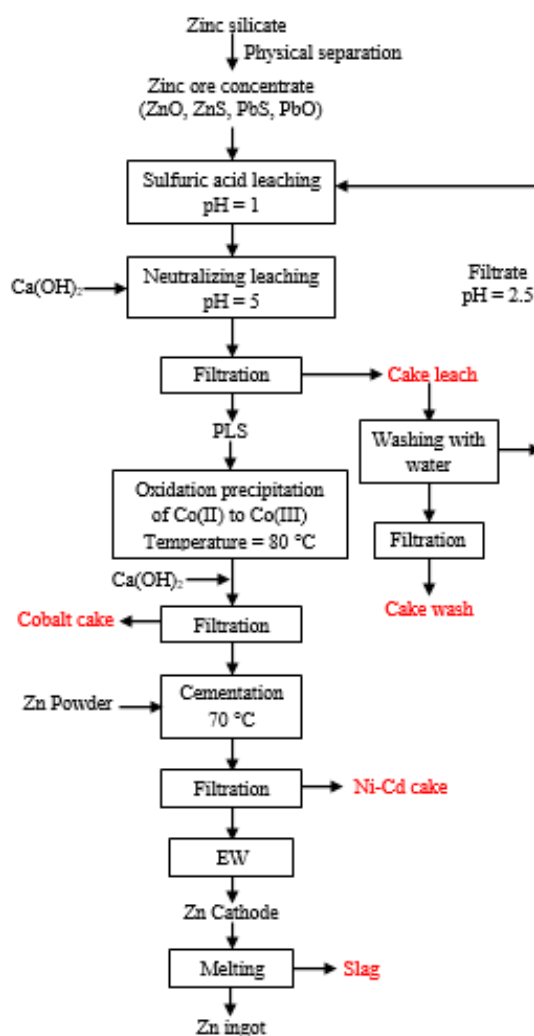 Zinc silicate
Physical separation
Zinc ore concentrate
(ZnO, ZnS, PbS, PbO)
Sulfuric acid leaching
pH = 1
Ca(OH)₂
Neutralizing leaching
pH = 5
Filtrate
pH = 2.5
Filtration
Cake leach
PLS
Washing with
water
Oxidation precipitation
of Co(II) to Co(III)
Temperature = 80 °C
Filtration
Ca(OH)₂
Cake wash
Cobalt cake
Filtration
Zn Powder
Cementation
70 °C
Filtration
Ni-Cd cake
EW
Zn Cathode
Melting
Slag
Zn ingot